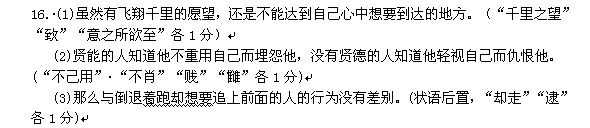 16.·(1)虽然有飞翔千里的愿望，还是不能达到自己心中想要到达的地方。（“千里之望”
“致”“意之所欲至”各1分）↵
(2)贤能的人知道他不重用自己而埋怨他，没有贤德的人知道他轻视自己而仇恨他。
(“不己用”·“不肖”“贱”“雠”各1分)↵
(3)那么与倒退着跑却想要追上前面的人的行为没有差别。(状语后置，“却走”“逮”
各1分)↵